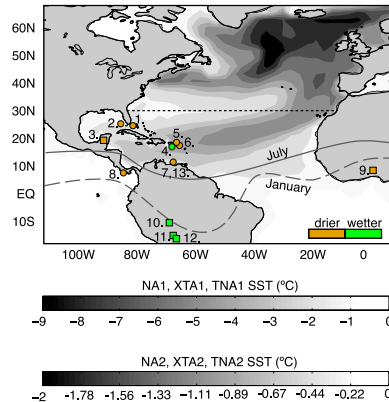 60N
50N
40N
30N
20N
10N
EQ
10S
1.
2.
3.
4.
5.
6.
7,13.
8.
9.
10.
11.
12.
July
January
drier wetter
100W 80W 60W 40W 20W 0
NA1, XTA1, TNA1 SST (°C)
−9 −8 −7 −6 −5 −4 −3 −2 −1 0
NA2, XTA2, TNA2 SST (°C)
−2 −1.78 −1.56 −1.33 −1.11 −0.89 −0.67 −0.44 −0.22 0